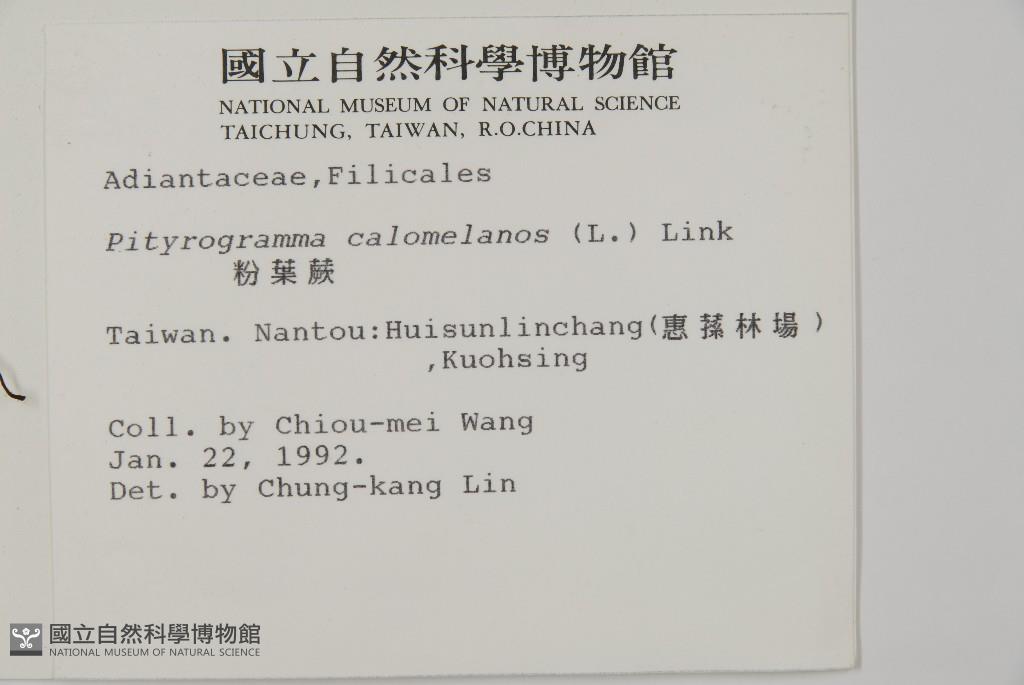 國立自然科學博物館
NATIONAL MUSEUM OF NATURAL SCIENCE
TAICHUNG, TAIWAN, R.O.CHINA
Adiantaceae,Filicales
Pityrogramma calomelanos (L.) Link
粉葉蕨
Taiwan. Nantou:Huisunlinchang(惠蓀林場)
,Kuohsing
Coll. by Chiou-mei Wang
Jan. 22, 1992.
Det. by Chung-kang Lin
國立自然科學博物館
NATIONAL MUSEUM OF NATURAL SCIENCE